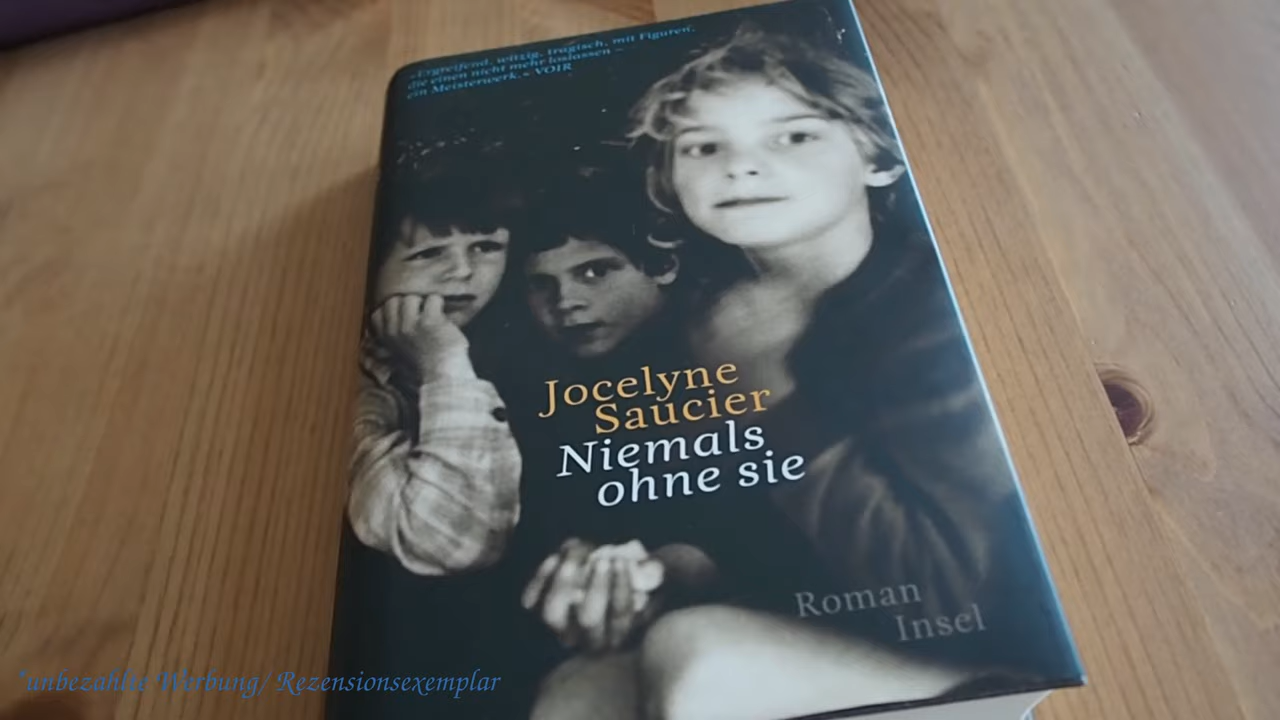 »Ergreifend, witzig, tragisch, mit Figuren,
die einen nicht mehr loslassen –
ein Meisterwerk.« VOIR
Jocelyne
Saucier
Niemals
ohne sie
Roman
Insel
*unbezahlte Werbung/ Rezensionsexemplar